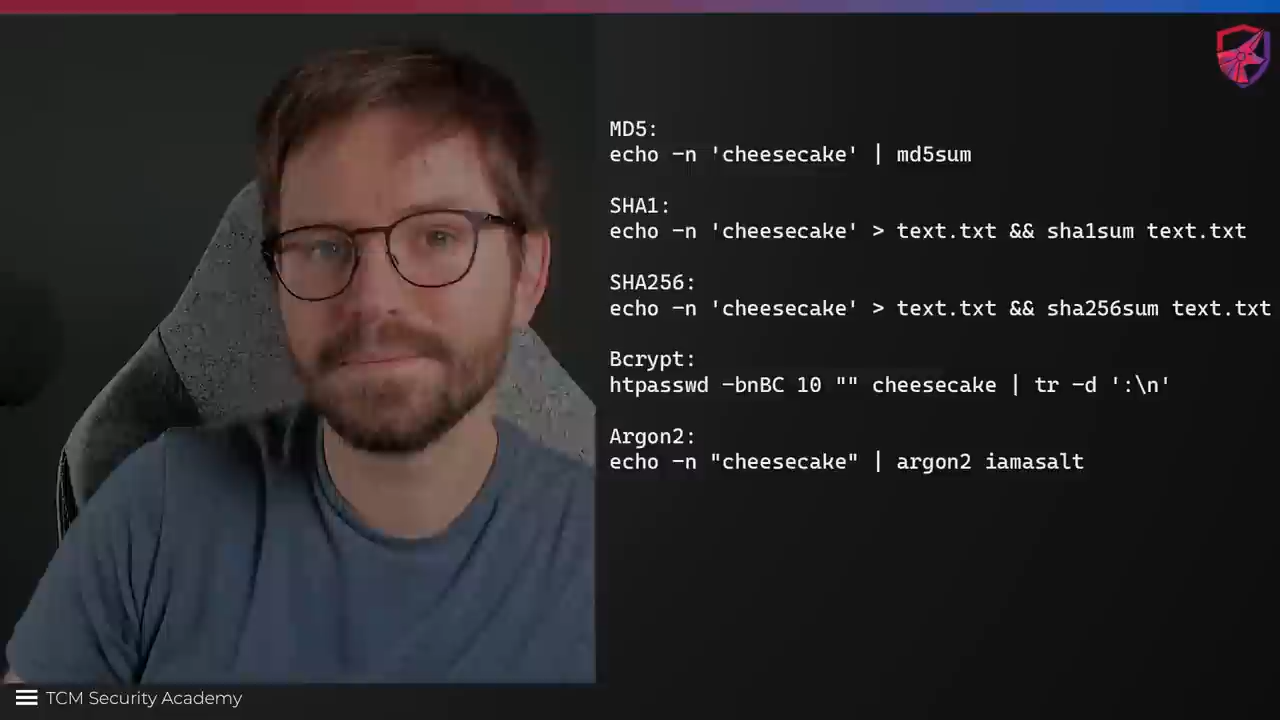 MD5:
echo -n 'cheesecake' | md5sum
SHA1:
echo -n 'cheesecake' > text.txt && sha1sum text.txt
SHA256:
echo -n 'cheesecake' > text.txt && sha256sum text.txt
Bcrypt:
htpasswd -bnBC 10 "" cheesecake | tr -d ':\n'
Argon2:
echo -n "cheesecake" | argon2 iamasalt
TCM Security Academy